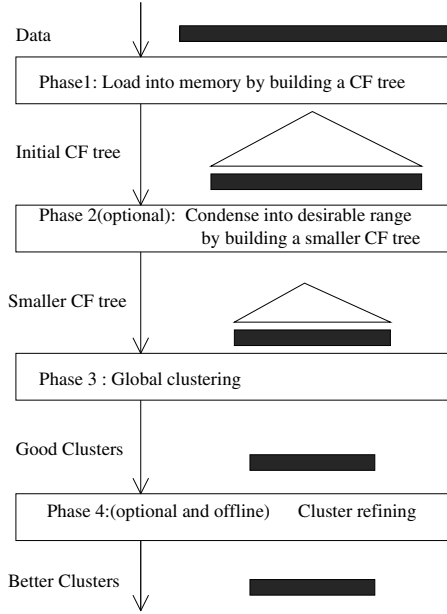 Data
Phase1: Load into memory by building a CF tree
Initial CF tree
Phase 2(optional): Condense into desirable range
by building a smaller CF tree
Smaller CF tree
Phase 3 : Global clustering
Good Clusters
Phase 4:(optional and offline) Cluster refining
Better Clusters